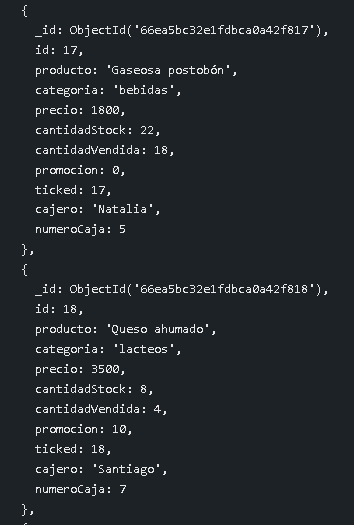 {
_id: ObjectId('66ea5bc32e1fdbca0a42f817'),
id: 17,
producto: 'Gaseosa postobón',
categoria: 'bebidas',
precio: 1800,
cantidadStock: 22,
cantidadVendida: 18,
promocion: 0,
ticked: 17,
cajero: 'Natalia',
numeroCaja: 5
},
{
_id: ObjectId('66ea5bc32e1fdbca0a42f818'),
id: 18,
producto: 'Queso ahumado',
categoria: 'lacteos',
precio: 3500,
cantidadStock: 8,
cantidadVendida: 4,
promocion: 10,
ticked: 18,
cajero: 'Santiago',
numeroCaja: 7
},
{